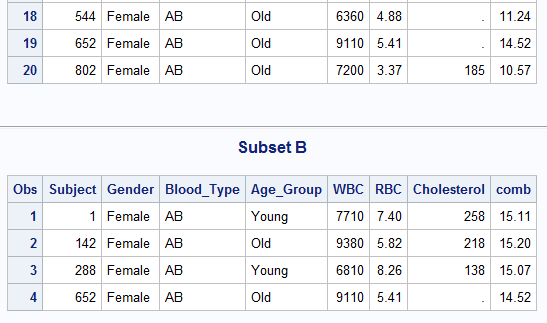 18 544 Female AB Old 6360 4.88 . 11.24
19 652 Female AB Old 9110 5.41 . 14.52
20 802 Female AB Old 7200 3.37 185 10.57
Subset B
Obs Subject Gender Blood_Type Age_Group WBC RBC Cholesterol comb
1 1 Female AB Young 7710 7.40 258 15.11
2 142 Female AB Old 9380 5.82 218 15.20
3 288 Female AB Young 6810 8.26 138 15.07
4 652 Female AB Old 9110 5.41 . 14.52